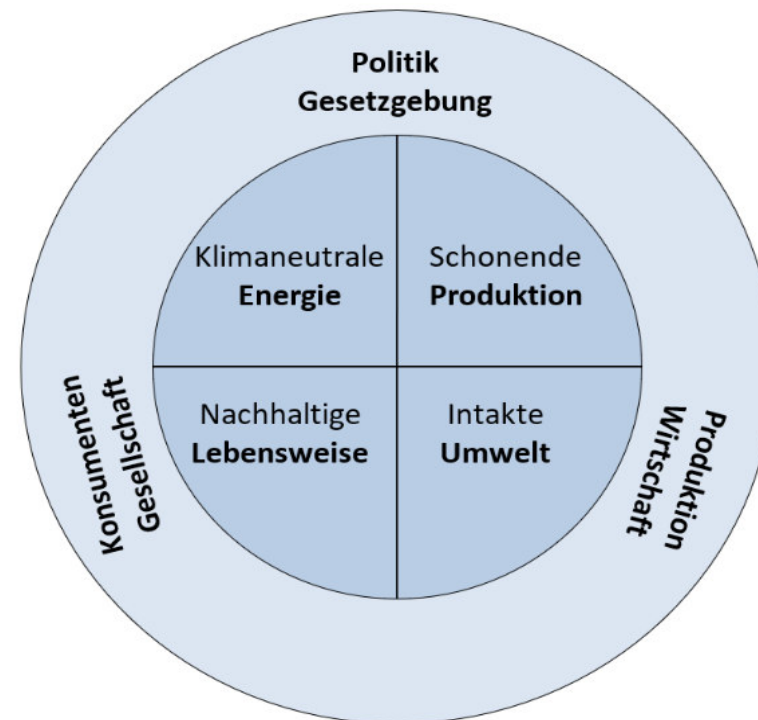 Politik
Gesetzgebung
Klimaneutrale
Energie
Schonende
Produktion
Nachhaltige
Lebensweise
Intakte
Umwelt
Konsumenten
Gesellschaft
Produktion
Wirtschaft